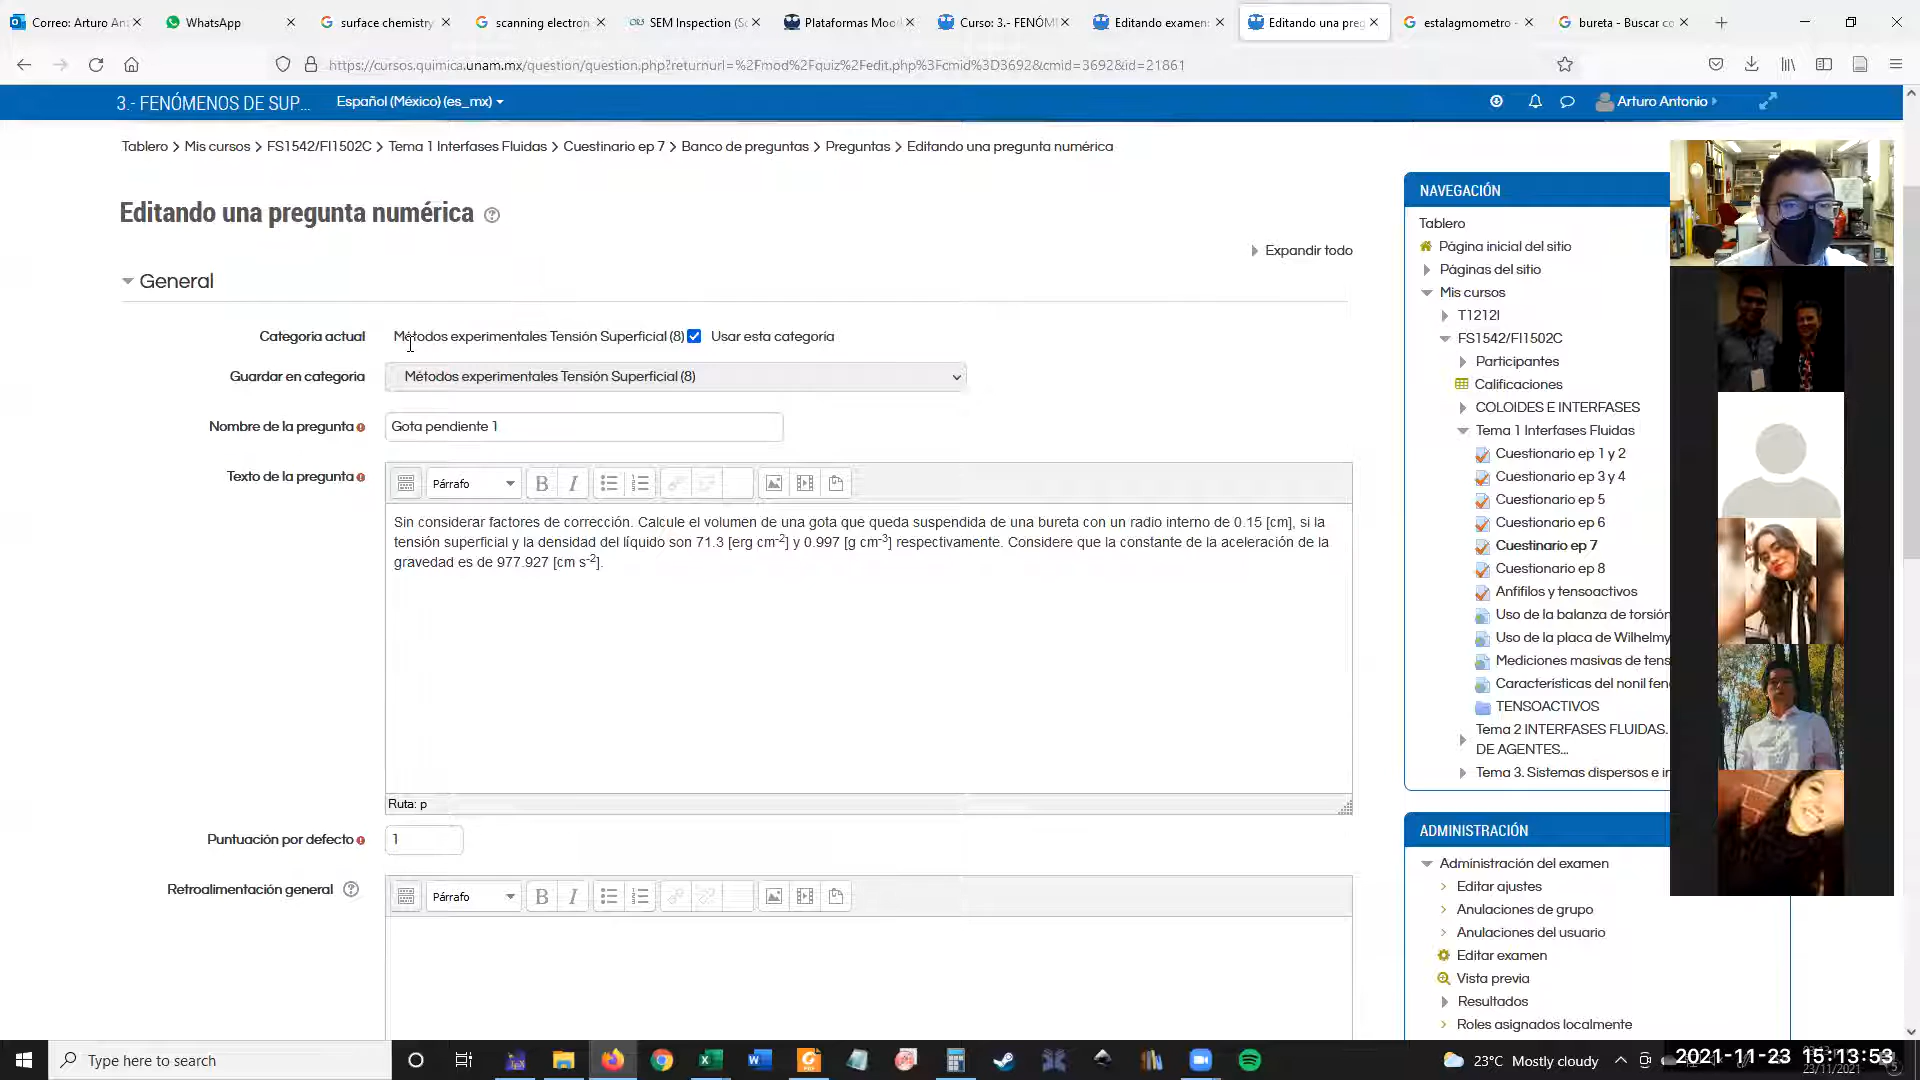 Correo: Arturo An
WhatsApp
surface chemistry
scanning electron
SEM Inspection (Sc
Plataformas Moo
Curso: 3.- FENÓMI
Editando examen:
Editando una preg
estalagmometro -
bureta - Buscar co
https://cursos.quimica.unam.mx/question/question.php?returnurl=%2Fmod%2Fquiz%2Fedit.php%3Fcmid%3D3692&cmid=3692&id=21861
3.- FENÓMENOS DE SUP...
Español (México) (es_mx)
Arturo Antonio
Tablero > Mis cursos > FS1542/FI1502C > Tema 1 Interfases Fluidas > Cuestinario ep 7 > Banco de preguntas > Preguntas > Editando una pregunta numérica
Editando una pregunta numérica
Expandir todo
General
Categoría actual
Métodos experimentales Tensión Superficial (8)
Usar esta categoría
Guardar en categoría
Métodos experimentales Tensión Superficial (8)
Nombre de la pregunta
Gota pendiente 1
Texto de la pregunta
Párrafo
B I
Sin considerar factores de corrección. Calcule el volumen de una gota que queda suspendida de una bureta con un radio interno de 0.15 [cm], si la
tensión superficial y la densidad del líquido son 71.3 [erg cm-2] y 0.997 [g cm-3] respectivamente. Considere que la constante de la aceleración de la
gravedad es de 977.927 [cm s-2].
Ruta: p
Puntuación por defecto
1
Retroalimentación general
Párrafo
B I
NAVEGACIÓN
Tablero
Página inicial del sitio
Páginas del sitio
Mis cursos
T1212I
FS1542/FI1502C
Participantes
Calificaciones
COLOIDES E INTERFASES
Tema 1 Interfases Fluidas
Cuestionario ep 1 y 2
Cuestionario ep 3 y 4
Cuestionario ep 5
Cuestionario ep 6
Cuestinario ep 7
Cuestionario ep 8
Anfifilos y tensoactivos
Uso de la balanza de torsión
Uso de la placa de Wilhelmy
Mediciones masivas de tens
Características del nonil fen
TENSOACTIVOS
Tema 2 INTERFASES FLUIDAS.
DE AGENTES...
Tema 3. Sistemas dispersos e in
ADMINISTRACIÓN
Administración del examen
Editar ajustes
Anulaciones de grupo
Anulaciones del usuario
Editar examen
Vista previa
Resultados
Roles asignados localmente
Type here to search
23°C Mostly cloudy
2021-11-23 15:13:53
23/11/2021